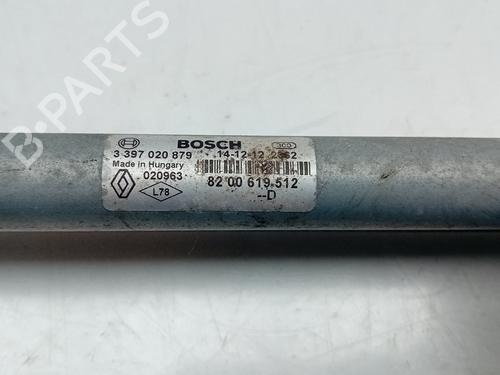 BOSCH
3 397 020 879
14-12-12
Made in Hungary
020963
82 00 619 512
L78
--D
B-PARTS